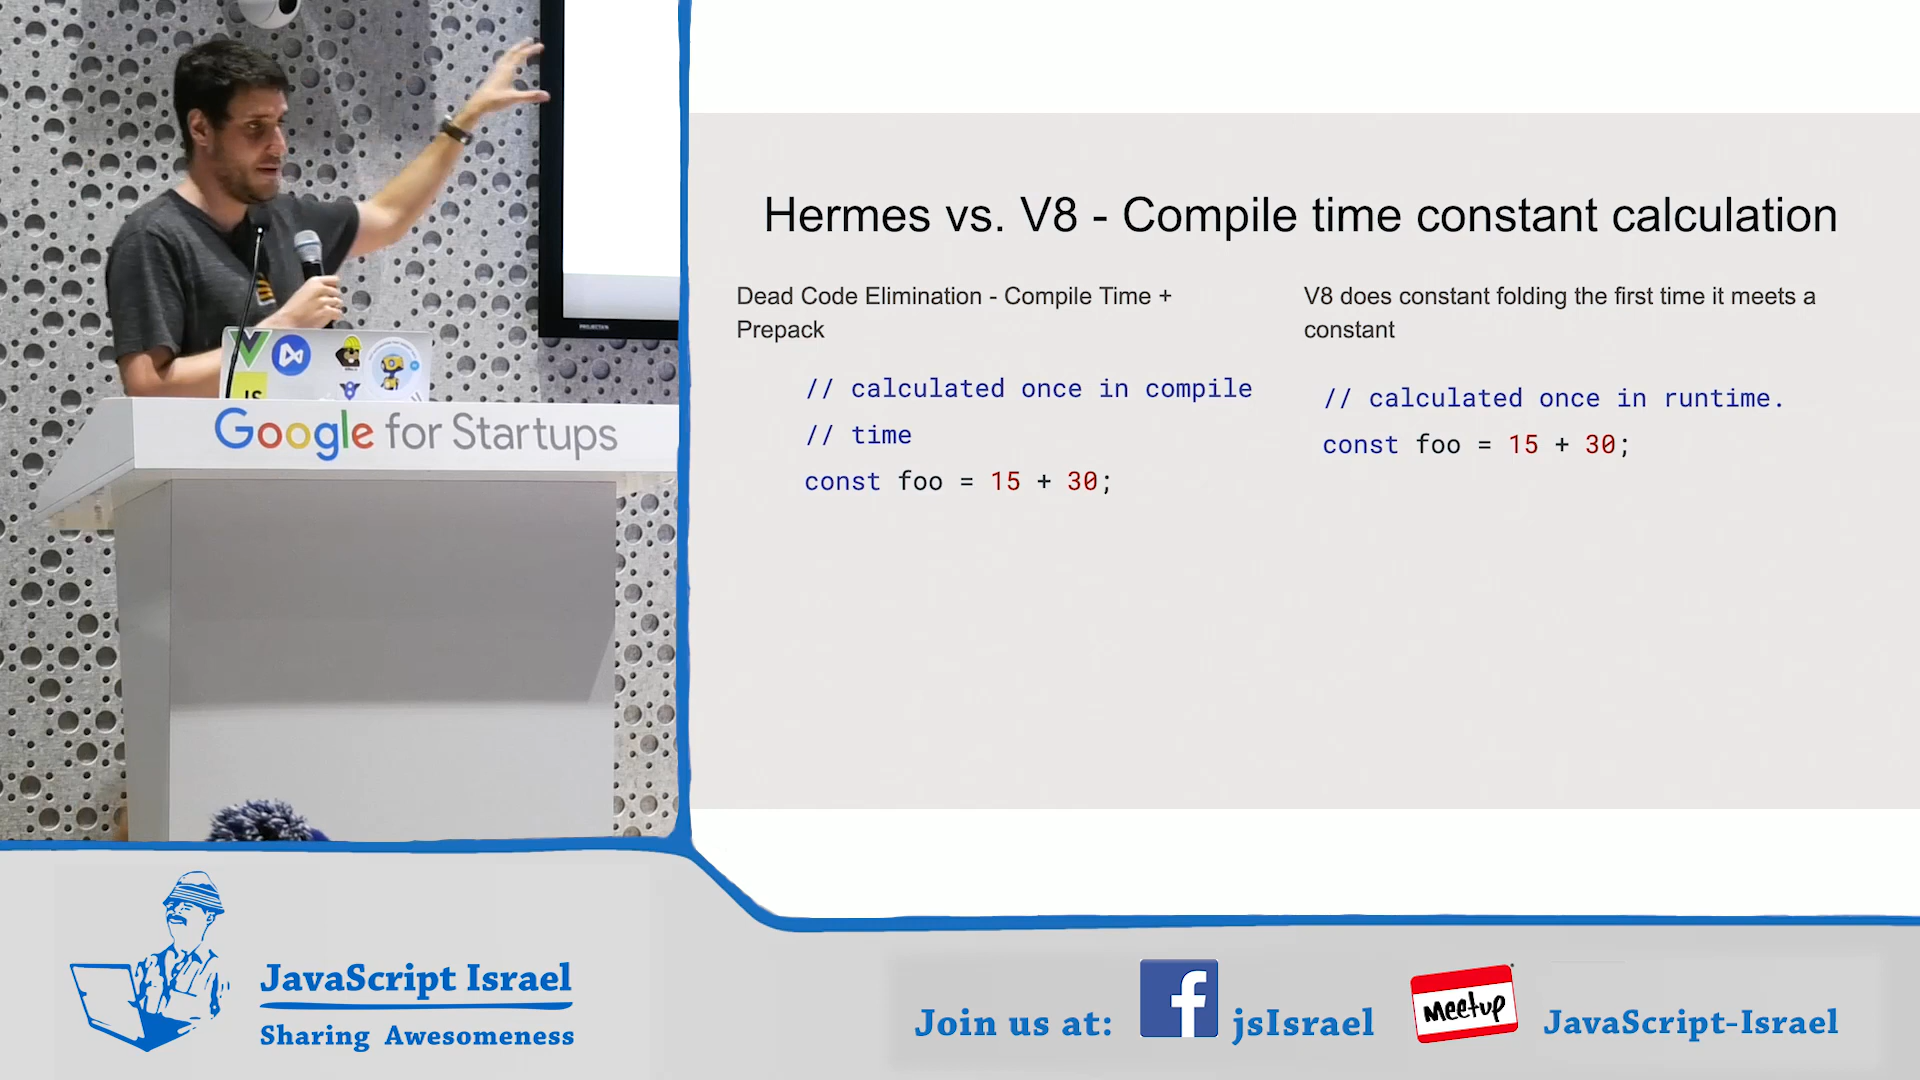 Hermes vs. V8 - Compile time constant calculation
Dead Code Elimination - Compile Time +
Prepack
// calculated once in compile
// time
const foo = 15 + 30;
V8 does constant folding the first time it meets a
constant
// calculated once in runtime.
const foo = 15 + 30;
JS
Google for Startups
JavaScript Israel
Sharing Awesomeness
Join us at:
f
jsIsrael
Meetup
JavaScript-Israel